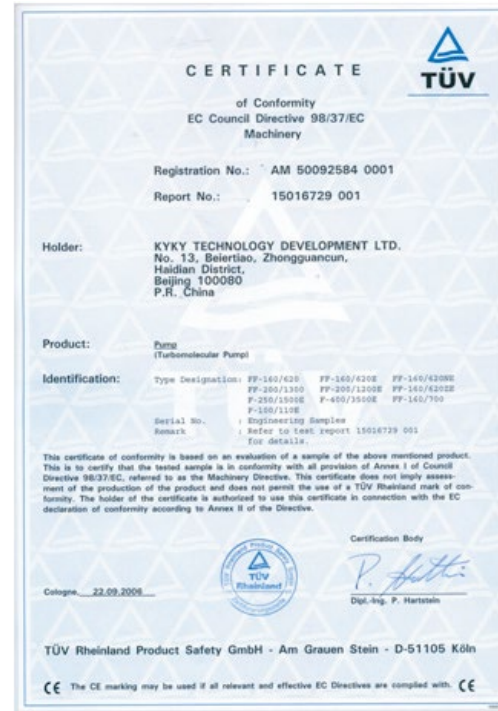 TÜV
CERTIFICATE
of Conformity
EC Council Directive 98/37/EC
Machinery
Registration No.: AM 50092584 0001
Report No.: 15016729 001
Holder: KYKY TECHNOLOGY DEVELOPMENT LTD.
No. 13, Beiertiao, Zhongguancun,
Haidian District,
Beijing 100080
P.R. China
Product: Pump
(Turbomolecular Pump)
Identification: Type Designation: FF-160/620 FF-160/620E FF-160/620NE
FF-200/1300 FF-200/1200E FF-160/620ZE
F-250/1500E F-400/3500E FF-160/700
F-100/110E
Serial No. : Engineering Samples
Remark : Refer to test report 15016729 001
for details.
This certificate of conformity is based on an evaluation of a sample of the above mentioned product.
This is to certify that the tested sample is in conformity with all provision of Annex I of Council
Directive 98/37/EC, referred to as the Machinery Directive. This certificate does not imply assess-
ment of the production of the product and does not permit the use of a TÜV Rheinland mark of con-
formity. The holder of the certificate is authorized to use this certificate in connection with the EC
declaration of conformity according to Annex II of the Directive.
Certification Body
TÜV
Rheinland
Cologne, 22.09.2006
Dipl.-Ing. P. Hartstein
TÜV Rheinland Product Safety GmbH - Am Grauen Stein - D-51105 Köln
CE The CE marking may be used if all relevant and effective EC Directives are complied with. CE